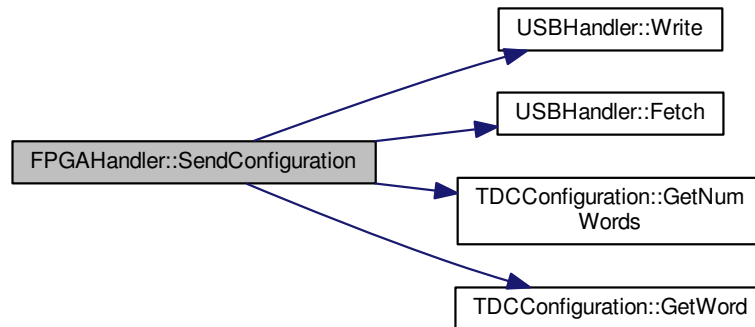 USBHandler::Write
USBHandler::Fetch
FPGAHandler::SendConfiguration
TDCConfiguration::GetNum
Words
TDCConfiguration::GetWord